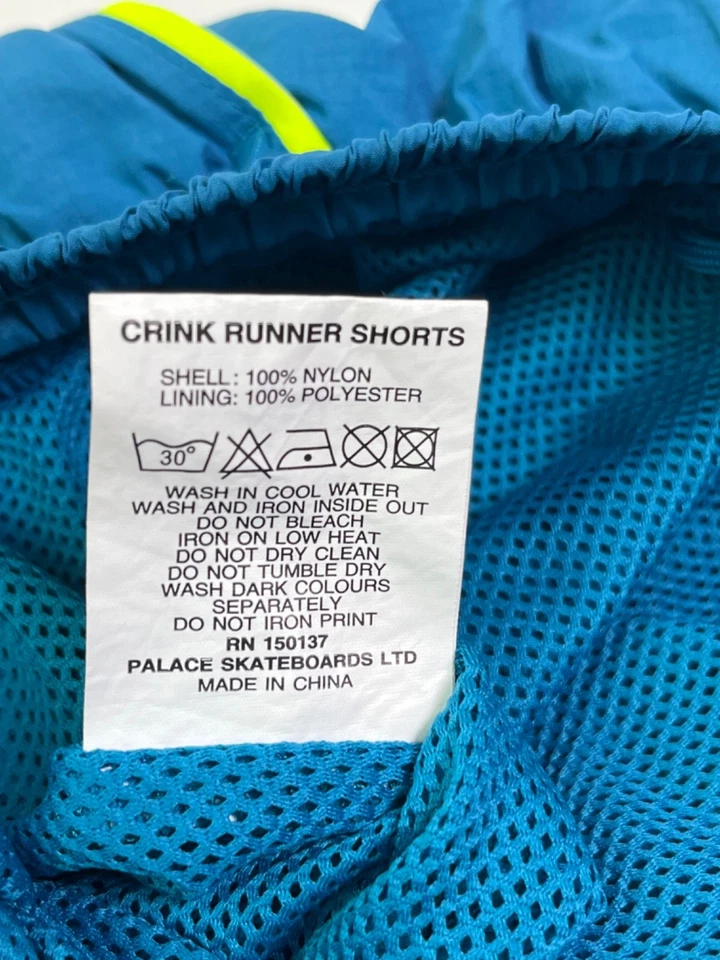 CRINK RUNNER SHORTS
SHELL: 100% NYLON
LINING: 100% POLYESTER
30°
WASH IN COOL WATER
WASH AND IRON INSIDE OUT
DO NOT BLEACH
IRON ON LOW HEAT
DO NOT DRY CLEAN
DO NOT TUMBLE DRY
WASH DARK COLOURS
SEPARATELY
DO NOT IRON PRINT
RN 150137
PALACE SKATEBOARDS LTD
MADE IN CHINA